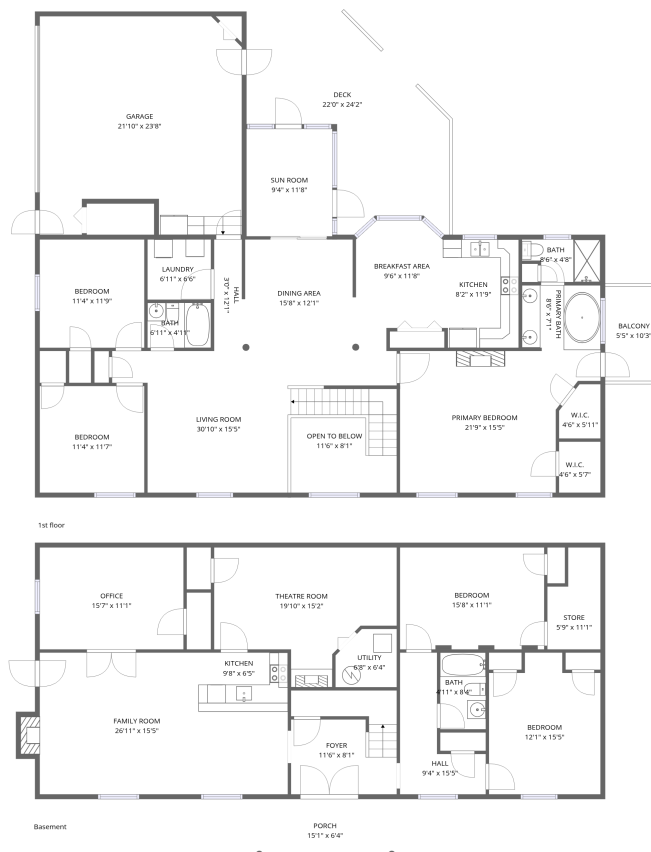 GARAGE
21'10" x 23'8"
DECK
22'0" x 24'2"
SUN ROOM
9'4" x 11'8"
LAUNDRY
6'11" x 6'6"
HALL
3'0" x 12'1"
DINING AREA
15'8" x 12'1"
BREAKFAST AREA
9'6" x 11'8"
KITCHEN
8'2" x 11'9"
BATH
8'6" x 4'8"
PRIMARY BATH
8'6" x 7'1"
BALCONY
5'5" x 10'3"
BEDROOM
11'4" x 11'9"
BATH
6'11" x 4'11"
BEDROOM
11'4" x 11'7"
LIVING ROOM
30'10" x 15'5"
OPEN TO BELOW
11'6" x 8'1"
PRIMARY BEDROOM
21'9" x 15'5"
W.I.C.
4'6" x 5'11"
W.I.C.
4'6" x 5'7"
1st floor
OFFICE
15'7" x 11'1"
THEATRE ROOM
19'10" x 15'2"
BEDROOM
15'8" x 11'1"
STORE
5'9" x 11'1"
KITCHEN
9'8" x 6'5"
UTILITY
6'8" x 6'4"
BATH
4'11" x 8'4"
FAMILY ROOM
26'11" x 15'5"
FOYER
11'6" x 8'1"
HALL
9'4" x 15'5"
BEDROOM
12'1" x 15'5"
Basement
PORCH
15'1" x 6'4"